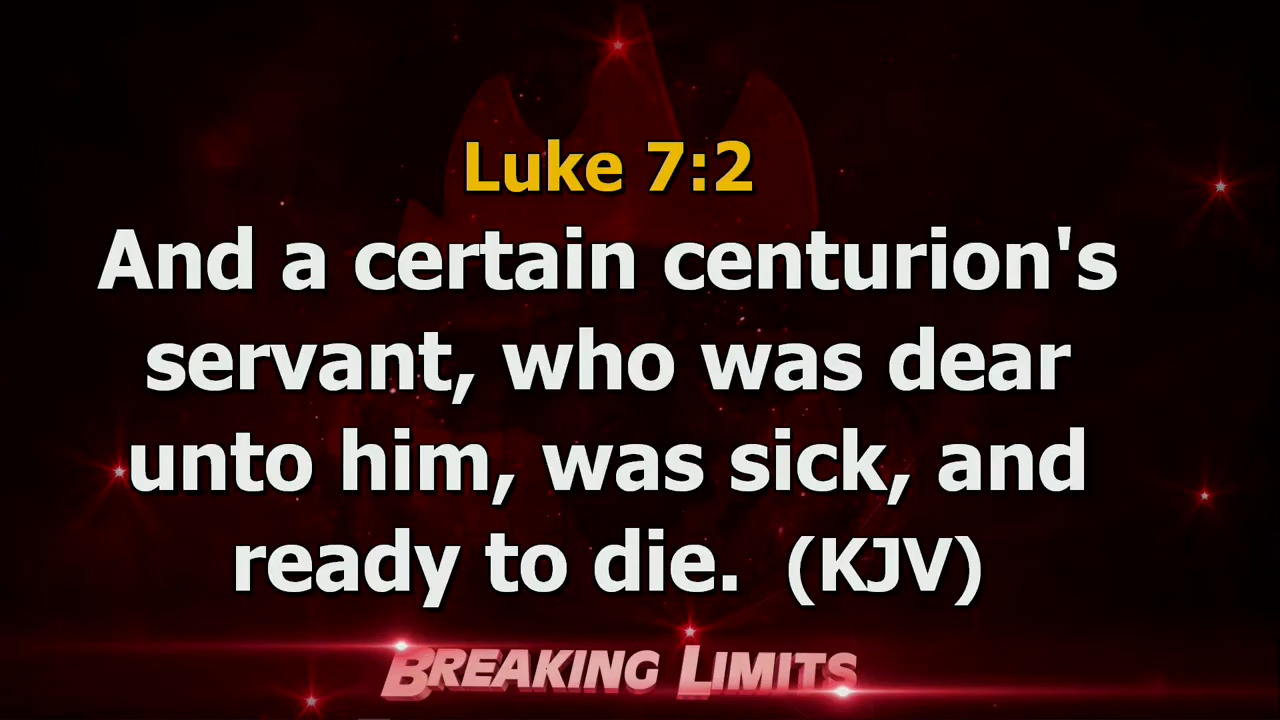 Luke 7:2
And a certain centurion's
servant, who was dear
unto him, was sick, and
ready to die.  (KJV)
BREAKING LIMITS